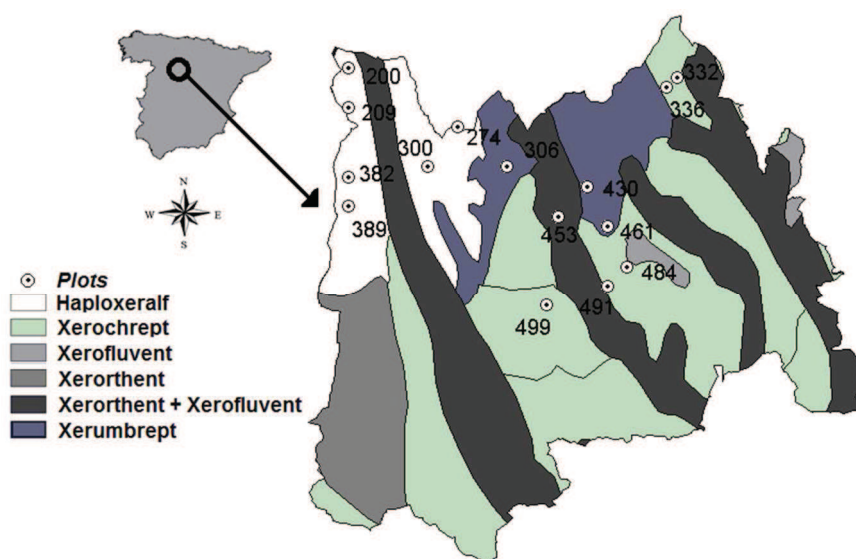 N
W E
S
Plots
Haploxeralf
Xerochrept
Xerofluvent
Xerorthent
Xerorthent + Xerofluvent
Xerumbrept
200
209
300
274
306
332
336
382
389
430
453
461
484
491
499